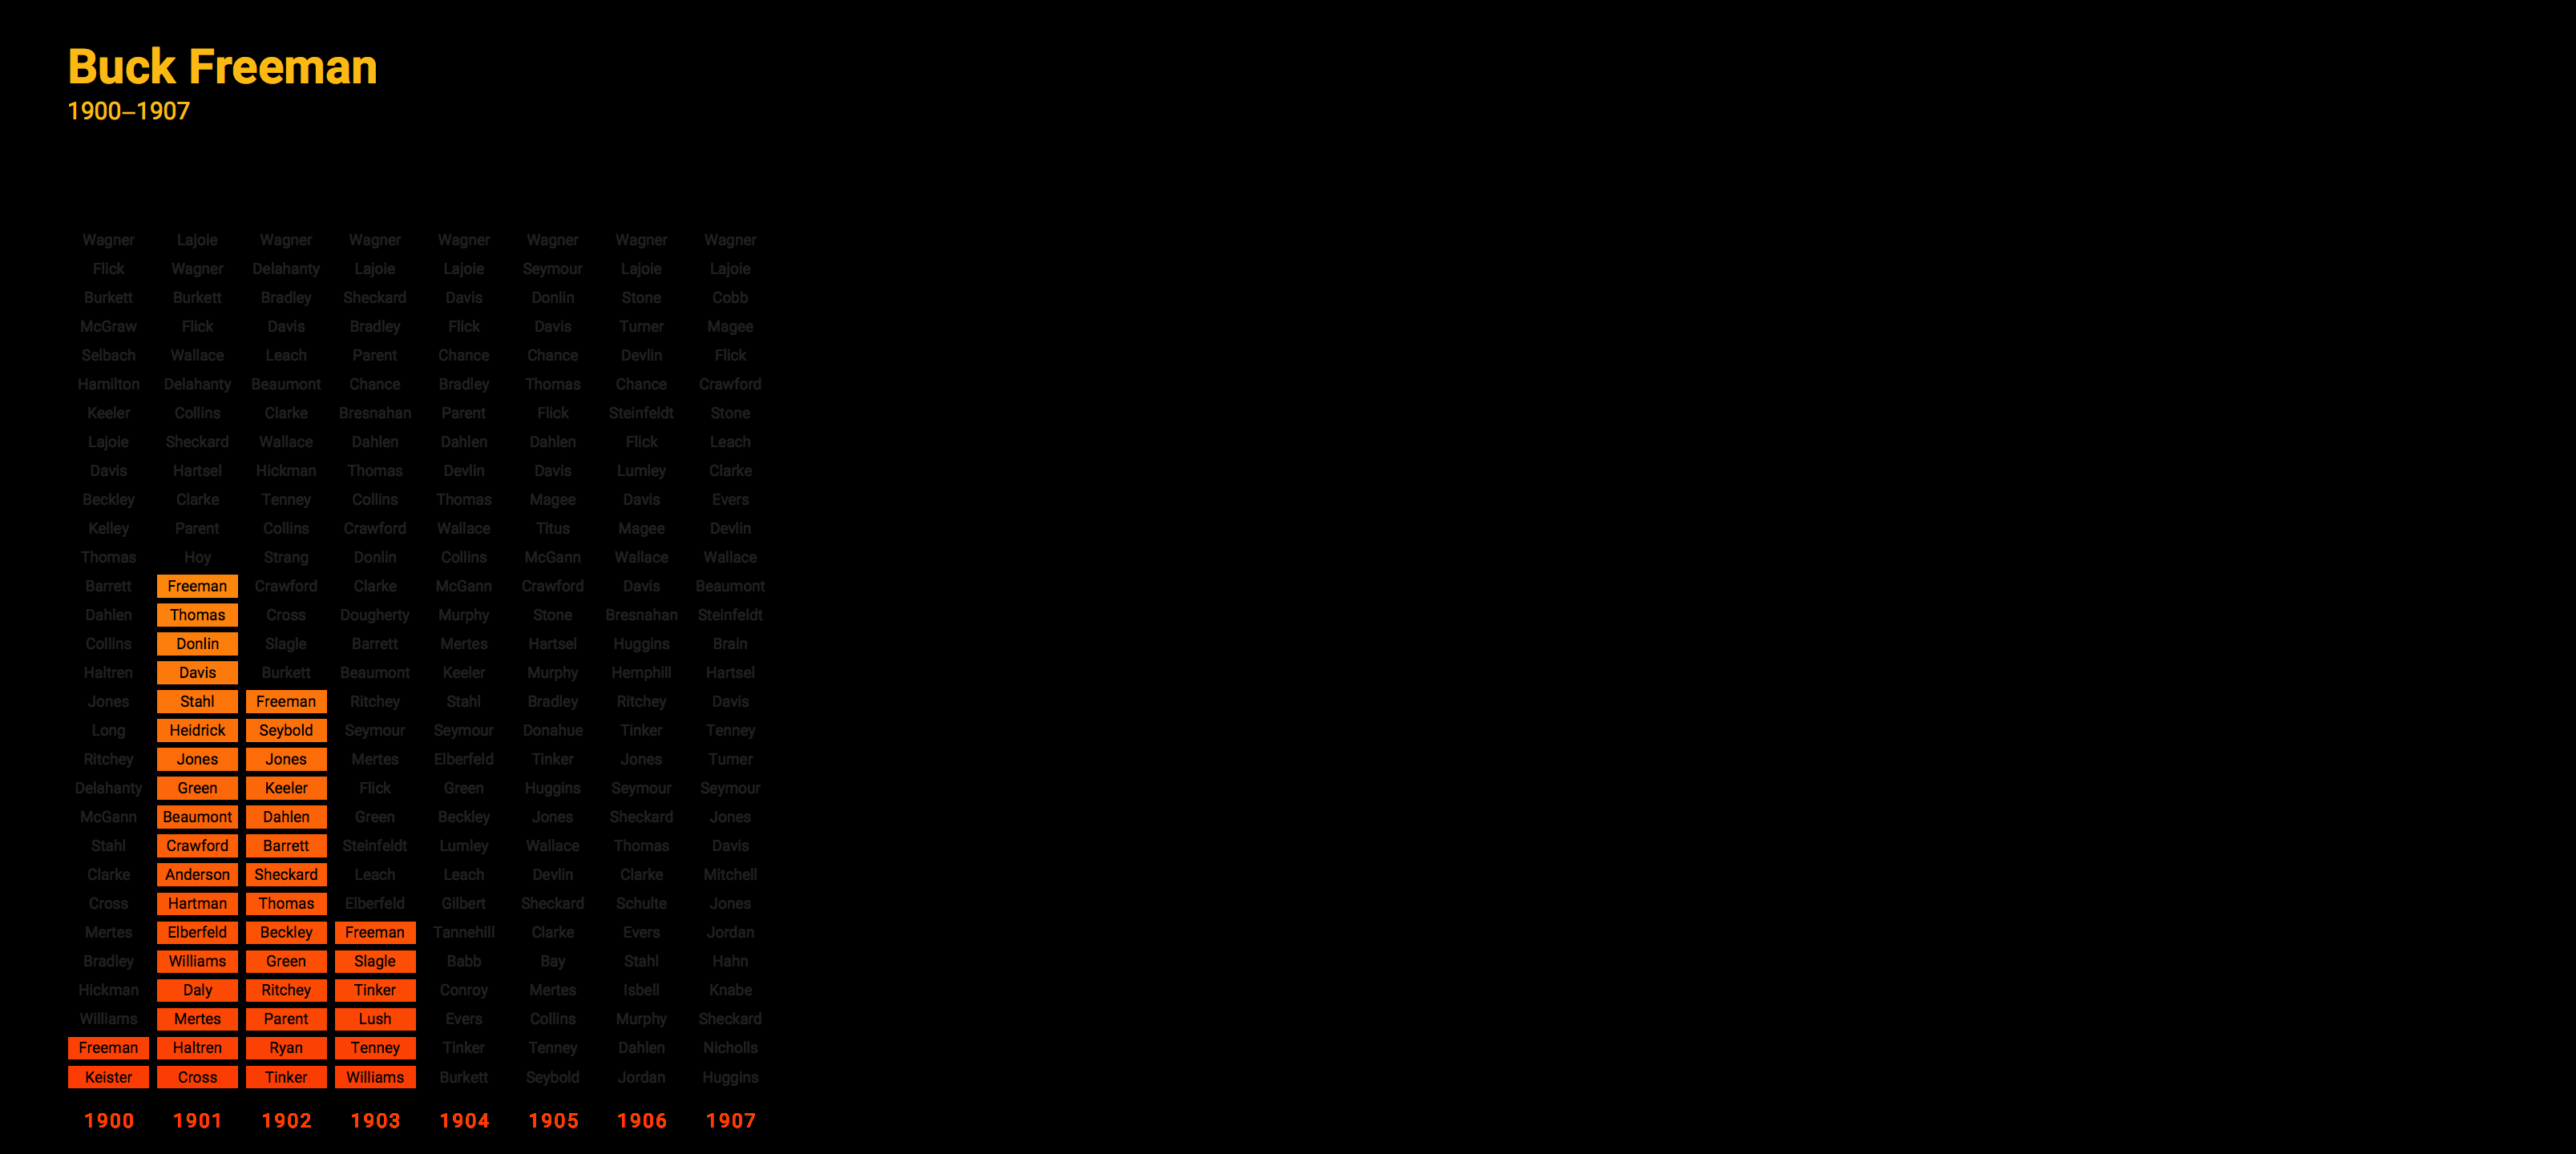 Buck Freeman
1900–1907
Wagner Lajoie Wagner Wagner Wagner Wagner Wagner Wagner
Flick Wagner Delahanty Lajoie Lajoie Seymour Lajoie Lajoie
Burkett Burkett Bradley Sheckard Davis Donlin Stone Cobb
McGraw Flick Davis Bradley Flick Davis Turner Magee
Selbach Wallace Leach Parent Chance Chance Devlin Flick
Hamilton Delahanty Beaumont Chance Bradley Thomas Chance Crawford
Keeler Collins Clarke Bresnahan Parent Flick Steinfeldt Stone
Lajoie Sheckard Wallace Dahlen Dahlen Dahlen Flick Leach
Davis Hartsel Hickman Thomas Devlin Davis Lumley Clarke
Beckley Clarke Tenney Collins Thomas Magee Davis Evers
Kelley Parent Collins Crawford Wallace Titus Magee Devlin
Thomas Hoy Strang Donlin Collins McGann Wallace Wallace
Barrett Freeman Crawford Clarke McGann Crawford Davis Beaumont
Dahlen Thomas Cross Dougherty Murphy Stone Bresnahan Steinfeldt
Collins Donlin Slagle Barrett Mertes Hartsel Huggins Brain
Haltren Davis Burkett Beaumont Keeler Murphy Hemphill Hartsel
Jones Stahl Freeman Ritchey Stahl Bradley Ritchey Davis
Long Heidrick Seybold Seymour Seymour Donahue Tinker Tenney
Ritchey Jones Jones Mertes Elberfeld Tinker Jones Turner
Delahanty Green Keeler Flick Green Huggins Seymour Seymour
McGann Beaumont Dahlen Green Beckley Jones Sheckard Jones
Stahl Crawford Barrett Steinfeldt Lumley Wallace Thomas Davis
Clarke Anderson Sheckard Leach Leach Devlin Clarke Mitchell
Cross Hartman Thomas Elberfeld Gilbert Sheckard Schulte Jones
Mertes Elberfeld Beckley Freeman Tannehill Clarke Evers Jordan
Bradley Williams Green Slagle Babb Bay Stahl Hahn
Hickman Daly Ritchey Tinker Conroy Mertes Isbell Knabe
Williams Mertes Parent Lush Evers Collins Murphy Sheckard
Freeman Haltren Ryan Tenney Tinker Tenney Dahlen Nicholls
Keister Cross Tinker Williams Burkett Seybold Jordan Huggins
1900 1901 1902 1903 1904 1905 1906 1907